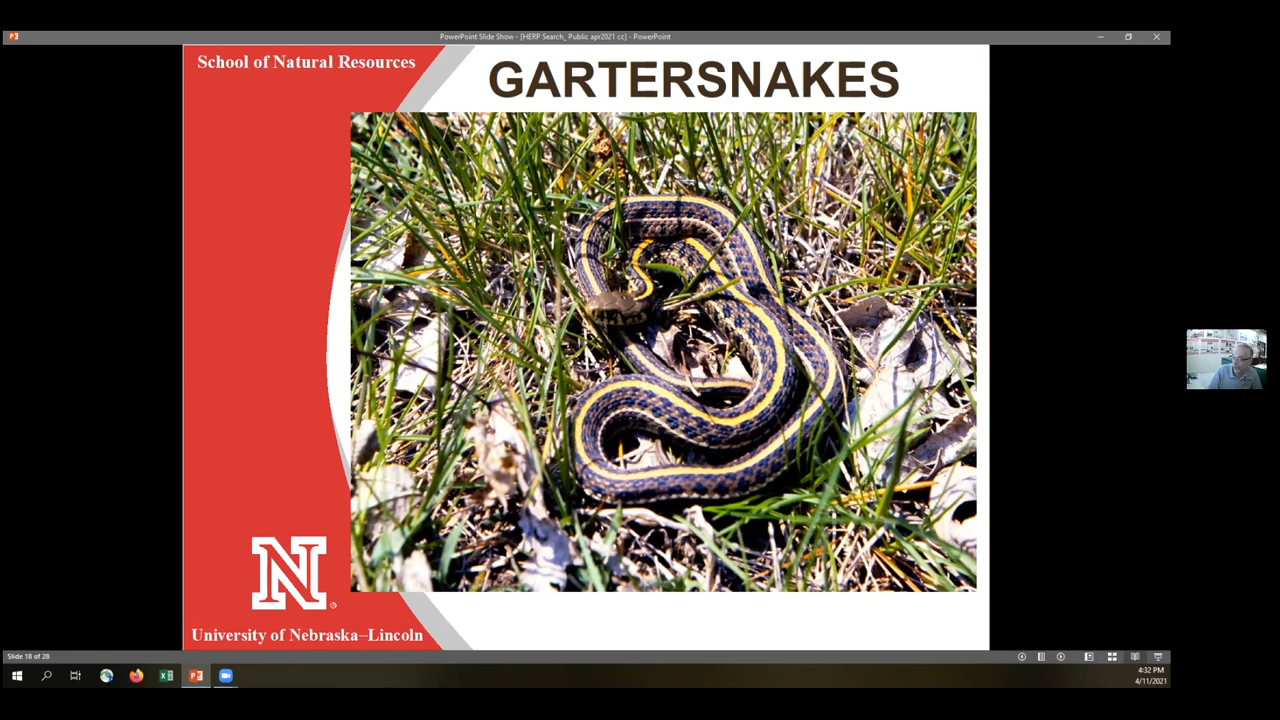 PowerPoint Slide Show - [HERP Search_ Public apr2021 cc] - PowerPoint
School of Natural Resources
GARTERSNAKES
N
University of Nebraska–Lincoln
Slide 18 of 28
4:32 PM
4/11/2021